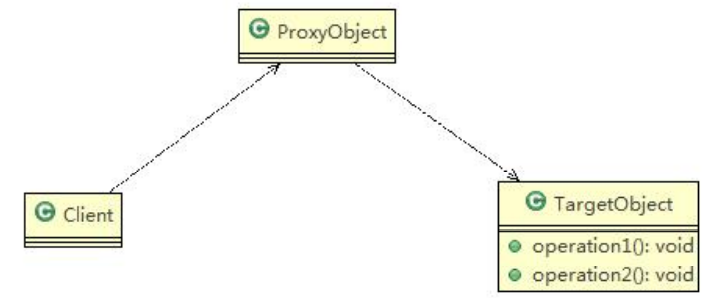 C ProxyObject
C Client
C TargetObject
operation1(): void
operation2(): void